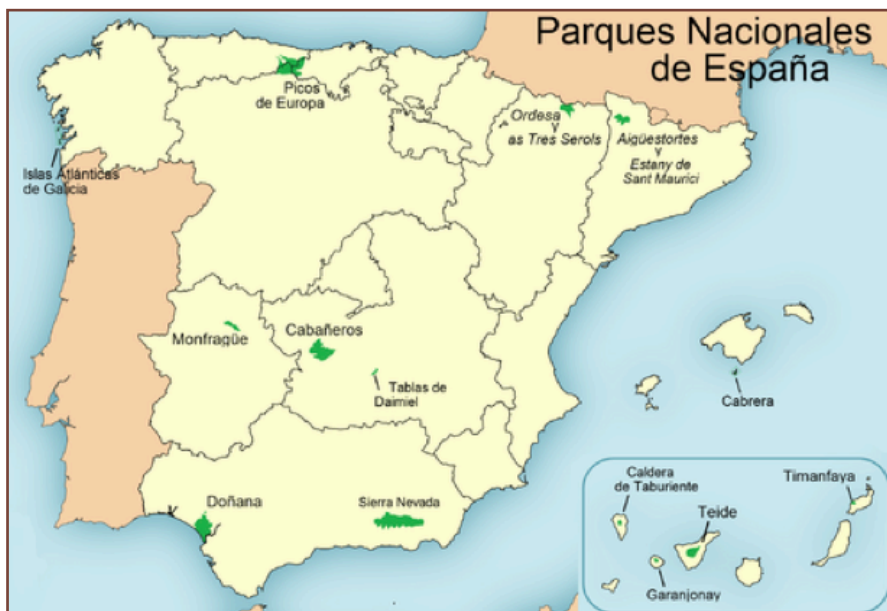 Parques Nacionales
de España
Picos
de Europa
Ordesa
y
as Tres Serols
Aigüestortes
y
Estany de
Sant Maurici
Islas Atlánticas
de Galicia
Monfragüe
Cabañeros
Tablas de
Daimiel
Cabrera
Doñana
Sierra Nevada
Caldera
de Taburiente
Timanfaya
Teide
Garanjonay